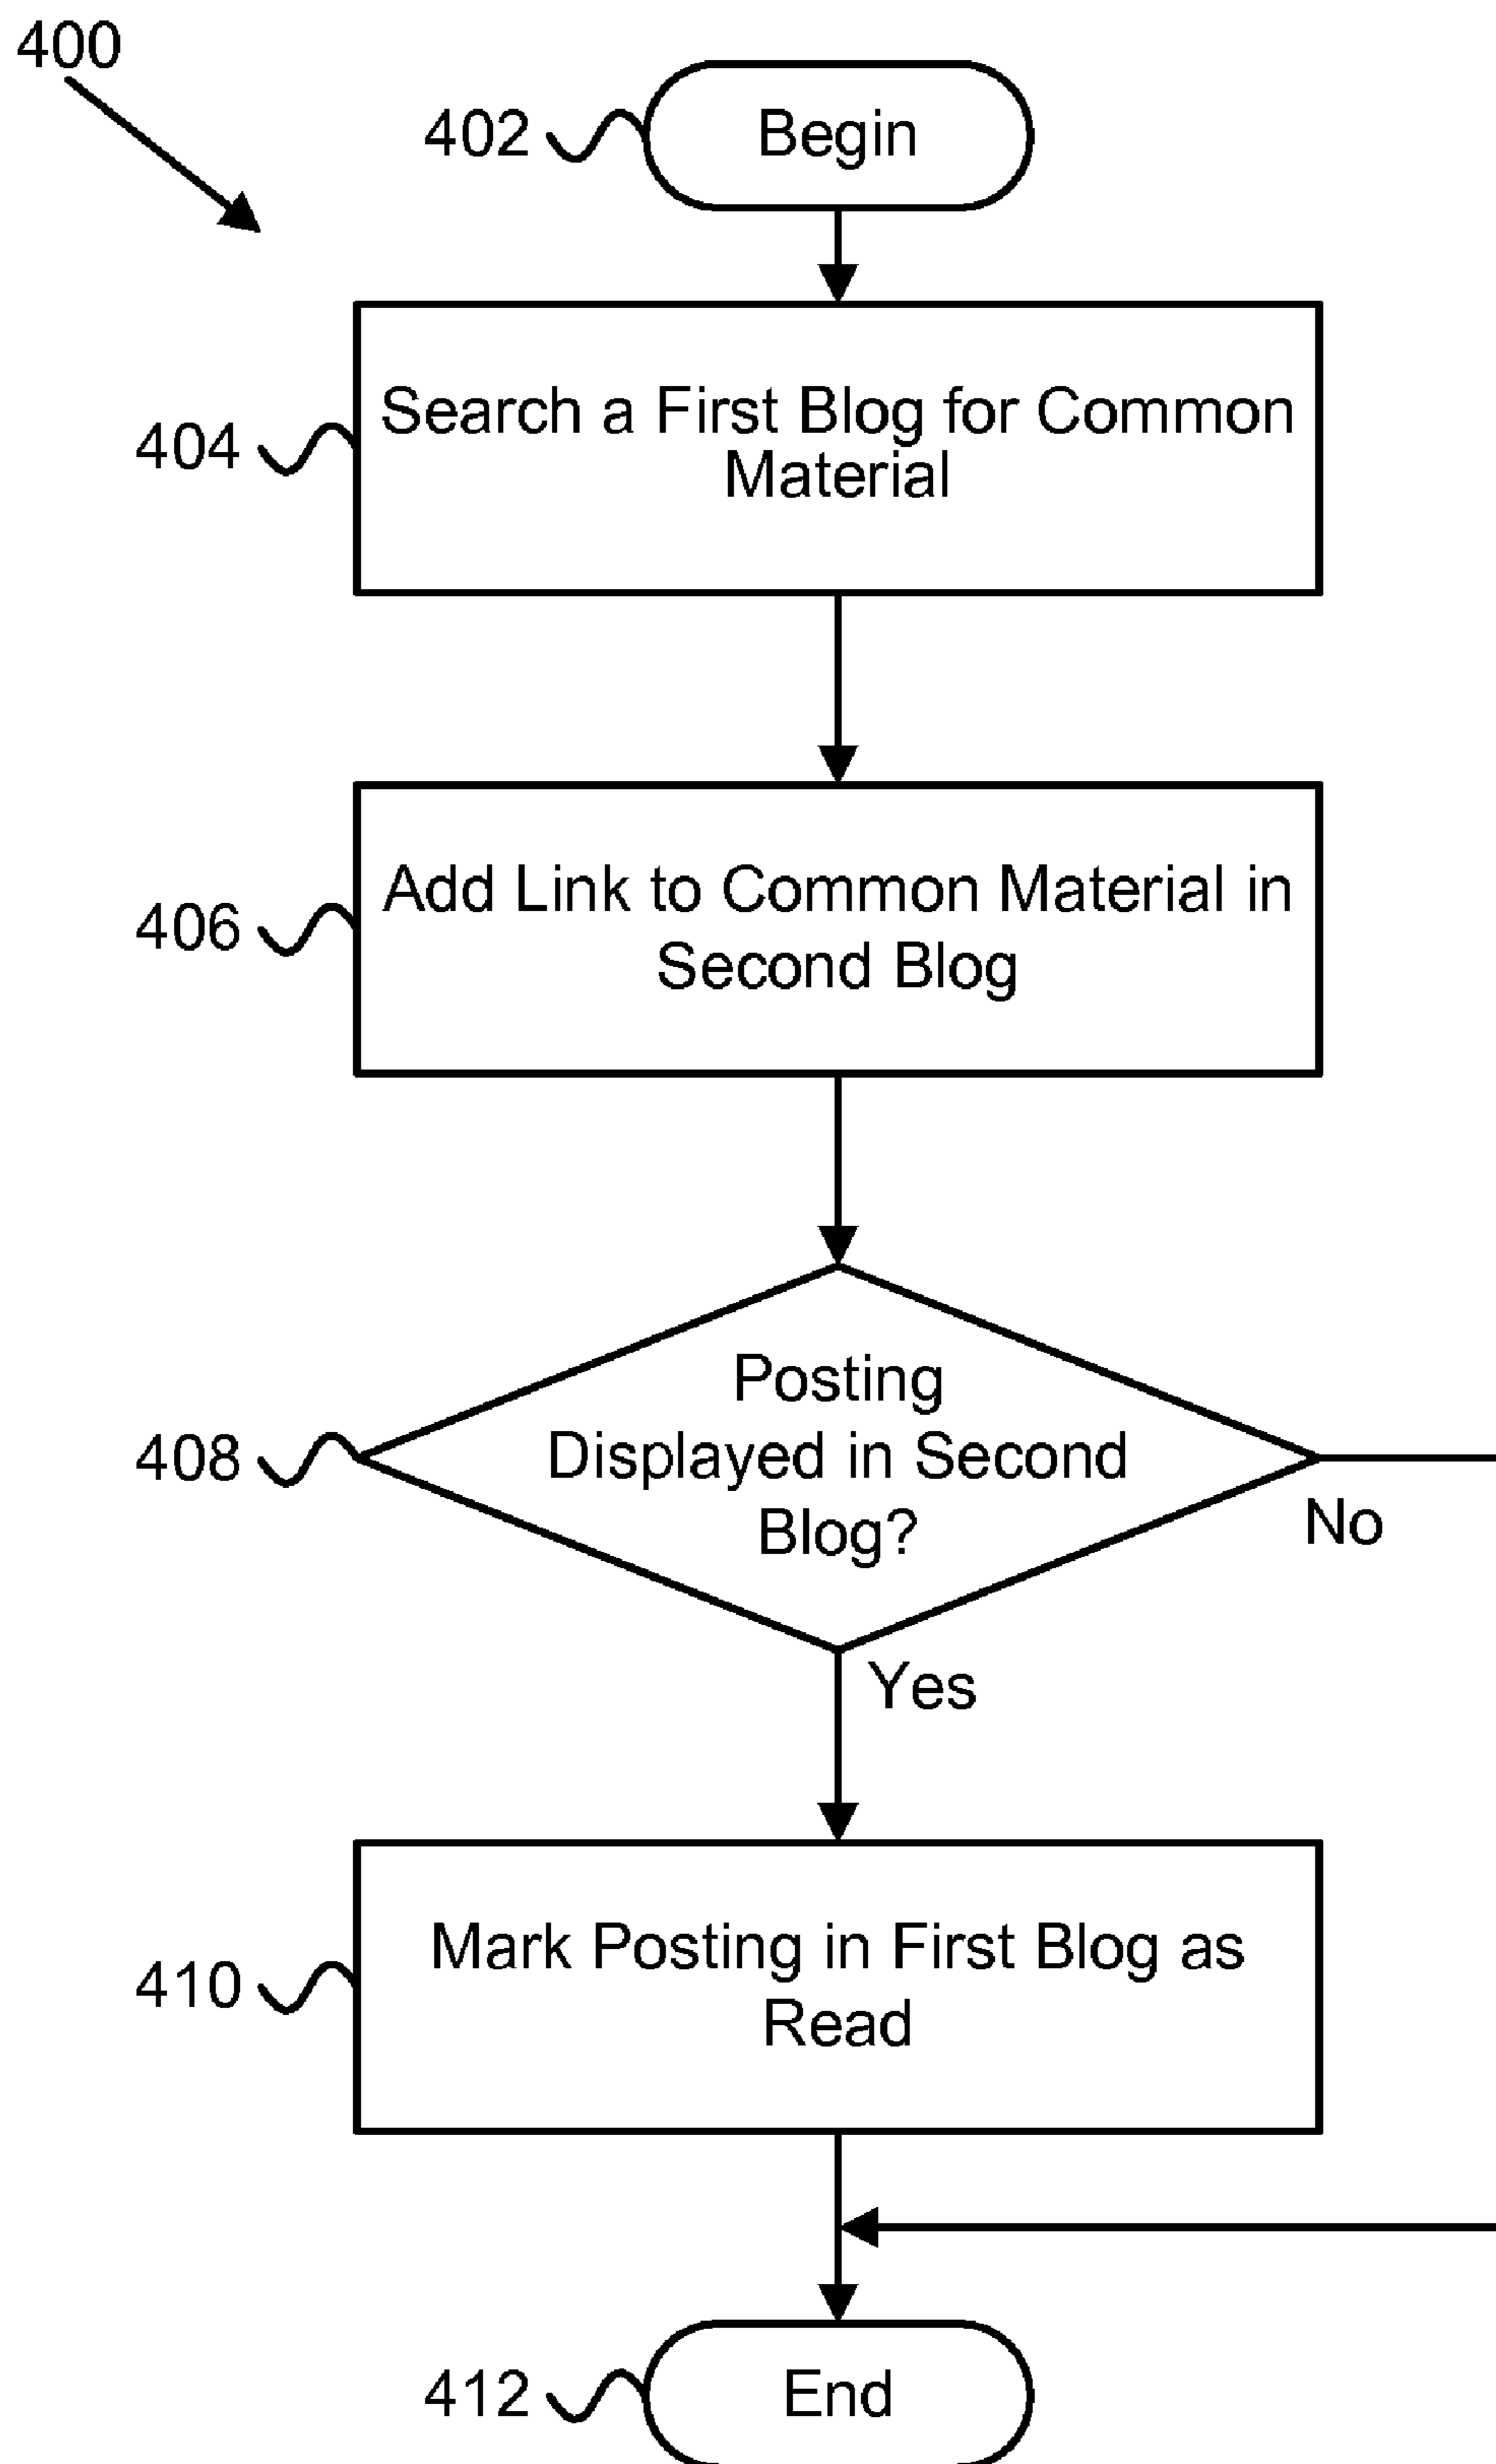 400
402
Begin
404
Search a First Blog for Common
Material
406
Add Link to Common Material in
Second Blog
408
Posting
Displayed in Second
Blog?
No
Yes
410
Mark Posting in First Blog as
Read
412
End